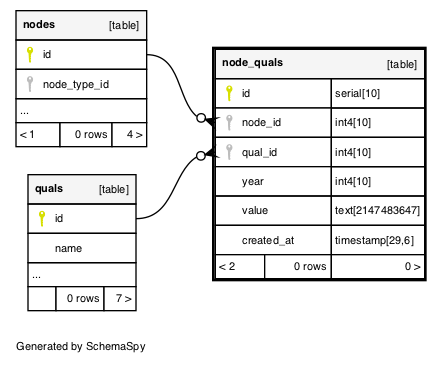 nodes [table]
id
node_type_id
...
< 1 0 rows 4 >
node_quals [table]
id serial[10]
node_id int4[10]
qual_id int4[10]
year int4[10]
value text[2147483647]
created_at timestamp[29,6]
< 2 0 rows 0 >
quals [table]
id
name
...
0 rows 7 >
Generated by SchemaSpy